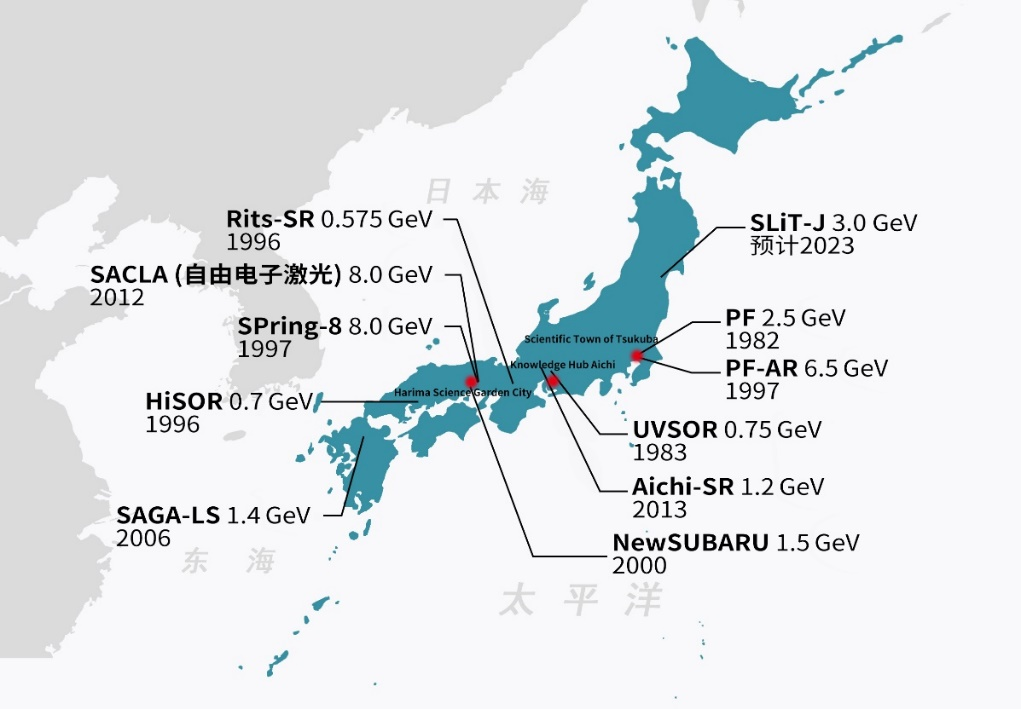 日本海
Rits-SR 0.575 GeV
1996
SACLA (自由电子激光) 8.0 GeV
2012
SPring-8 8.0 GeV
1997
HiSOR 0.7 GeV
1996
SAGA-LS 1.4 GeV
2006
SLiT-J 3.0 GeV
预计2023
Scientific Town of Tsukuba
PF 2.5 GeV
1982
PF-AR 6.5 GeV
1997
Knowledge Hub Aichi
Harima Science Garden City
UVSOR 0.75 GeV
1983
Aichi-SR 1.2 GeV
2013
NewSUBARU 1.5 GeV
2000
东海
太平洋